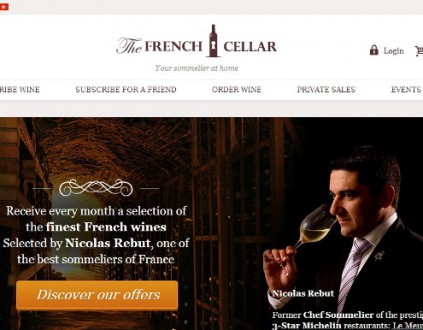 The FRENCH CELLAR
Your sommelier at home
Login
RIBE WINE SUBSCRIBE FOR A FRIEND ORDER WINE PRIVATE SALES EVENTS
Receive every month a selection of
the finest French wines
Selected by Nicolas Rebut, one of
the best sommeliers of France
Discover our offers
Nicolas Rebut
Former Chef Sommelier of the prestig
3-Star Michelin restaurants: Le Meu